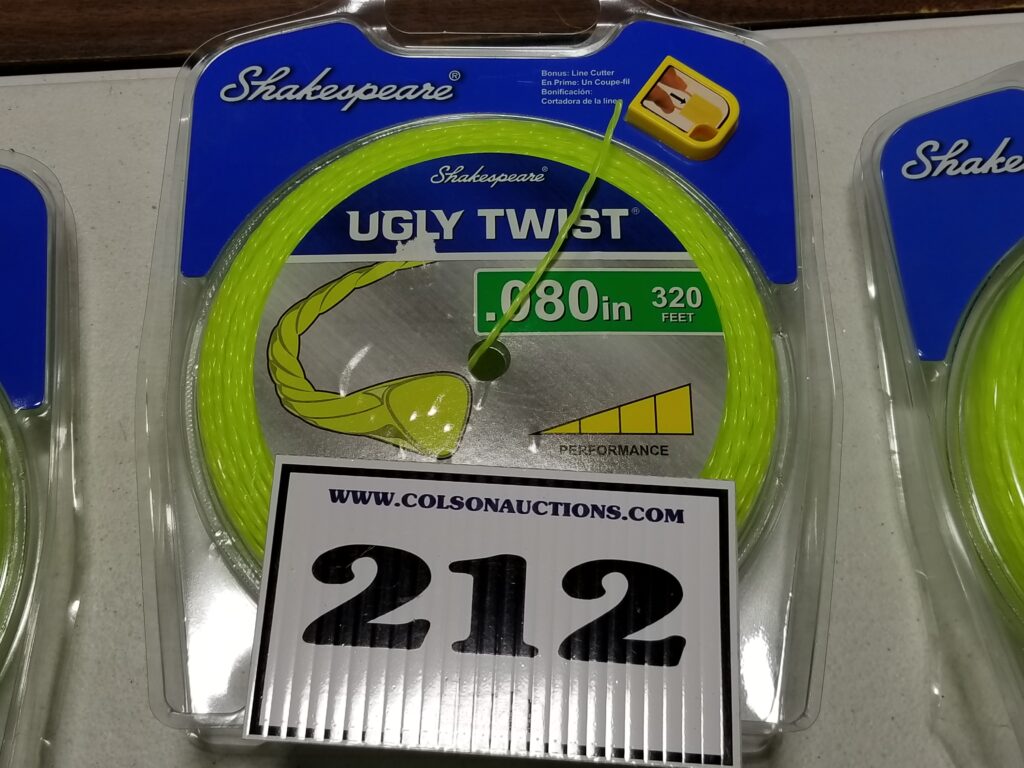 Shakespeare®
Bonus: Line Cutter
En Prime: Un Coupe-fil
Bonificación:
Cortadora de la línea
Shakespeare®
UGLY TWIST®
.080in
320
FEET
PERFORMANCE
WWW.COLSONAUCTIONS.COM
212
Shake